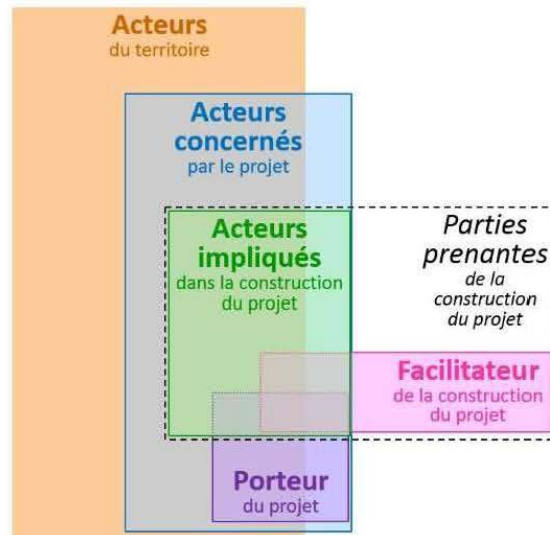 Acteurs
du territoire
Acteurs
concernés
par le projet
Acteurs
impliqués
dans la construction
du projet
Parties
prenantes
de la
construction
du projet
Facilitateur
de la construction
du projet
Porteur
du projet